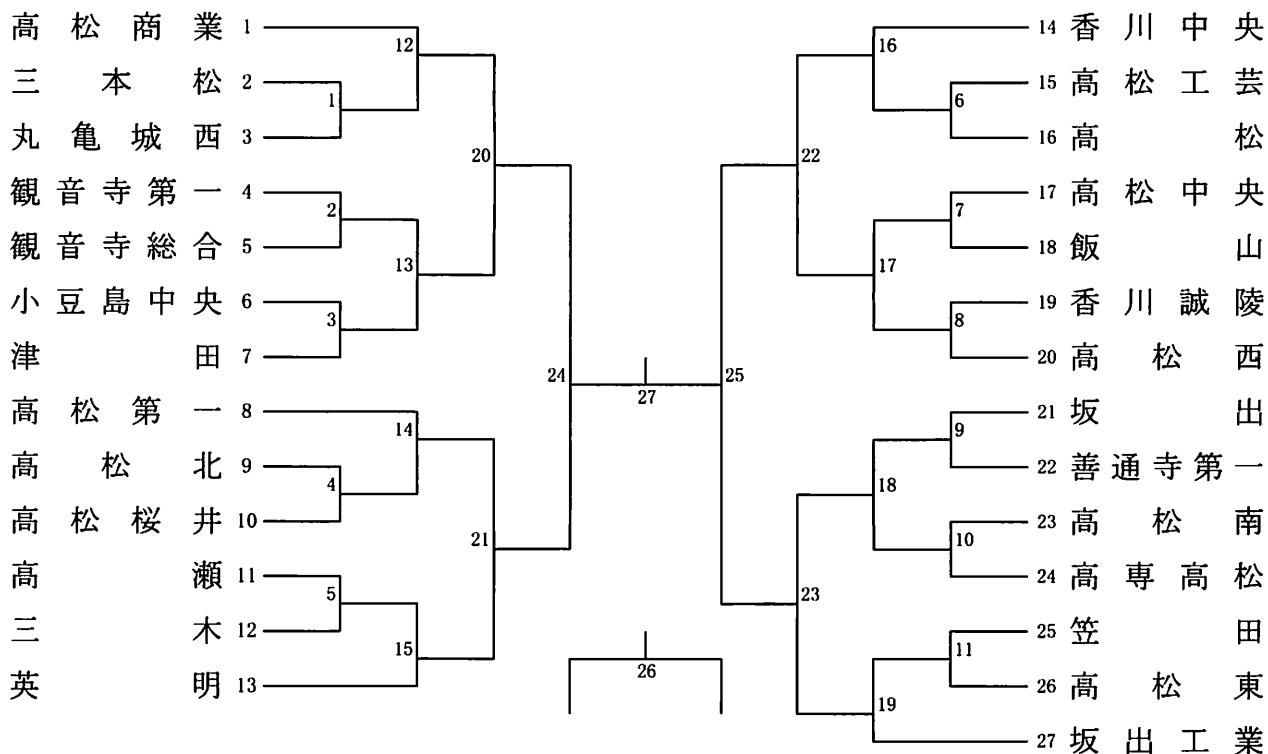 高松商業 1
三本松 2
丸亀城西 3
観音寺第一 4
観音寺総合 5
小豆島中央 6
津田 7
高松第一 8
高松北 9
高松桜井 10
高瀬 11
三木 12
英明 13
1
2
3
4
5
12
13
14
15
20
21
24
27
26
25
22
23
16
17
18
19
6
7
8
9
10
11
14 香川中央
15 高松工芸
16 高松
17 高松中央
18 飯山
19 香川誠陵
20 高松西
21 坂出
22 善通寺第一
23 高松南
24 高専高松
25 笠田
26 高松東
27 坂出工業